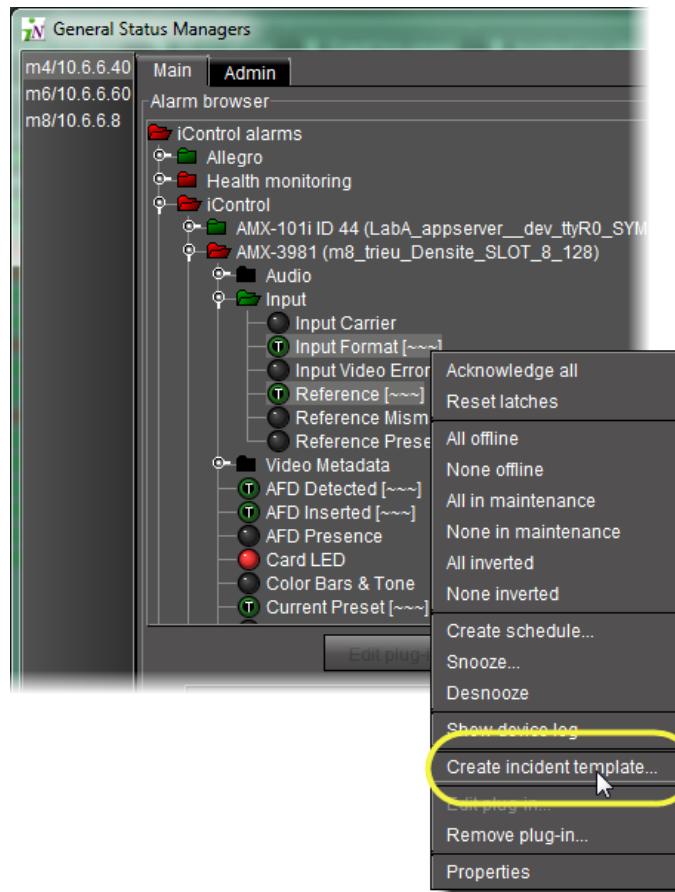 iN General Status Managers
m4/10.6.6.40
m6/10.6.6.60
m8/10.6.6.8
Main Admin
Alarm browser
iControl alarms
Allegro
Health monitoring
iControl
AMX-101i ID 44 (LabA_appserver__dev_ttyR0_SYM
AMX-3981 (m8_trieu_Densite_SLOT_8_128)
Audio
Input
Input Carrier
T Input Format [~~~]
Input Video Error
T Reference [~~~]
Reference Mism
Reference Prese
Video Metadata
T AFD Detected [~~~]
T AFD Inserted [~~~]
AFD Presence
Card LED
Color Bars & Tone
T Current Preset [~~~]
Edit plug-i
Acknowledge all
Reset latches
All offline
None offline
All in maintenance
None in maintenance
All inverted
None inverted
Create schedule...
Snooze...
Desnooze
Show device log
Create incident template...
Edit plug-in...
Remove plug-in...
Properties